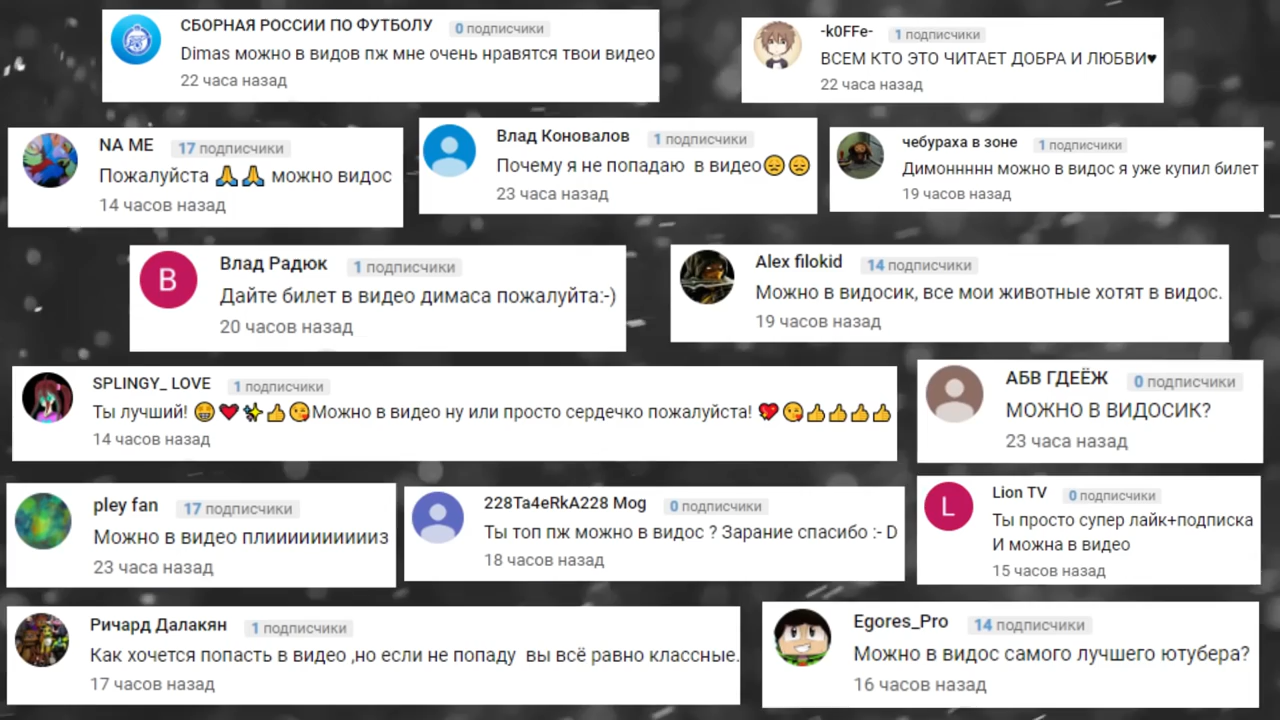 СБОРНАЯ РОССИИ ПО ФУТБОЛУ 0 подписчики
Dimas можно в видов пж мне очень нравятся твои видео
22 часа назад
-k0FFe- 1 подписчики
ВСЕМ КТО ЭТО ЧИТАЕТ ДОБРА И ЛЮБВИ♥
22 часа назад
NA ME 17 подписчики
Пожалуйста 🙏🙏 можно видос
14 часов назад
Влад Коновалов 1 подписчики
Почему я не попадаю в видео😞😞
23 часа назад
чебураха в зоне 1 подписчики
Димоннннн можно в видос я уже купил билет
19 часов назад
В
Влад Радюк 1 подписчики
Дайте билет в видео димаса пожалуйта:-)
20 часов назад
Alex filokid 14 подписчики
Можно в видосик, все мои животные хотят в видос.
19 часов назад
SPLINGY_ LOVE 1 подписчики
Ты лучший! 😁❤✨👍😘Можно в видео ну или просто сердечко пожалуйста! 💖😘👍👍👍👍
14 часов назад
АБВ ГДЕЁЖ 0 подписчики
МОЖНО В ВИДОСИК?
23 часа назад
pley fan 17 подписчики
Можно в видео плиииииииииз
23 часа назад
228Ta4eRkA228 Mog 0 подписчики
Ты топ пж можно в видос ? Зарание спасибо :- D
18 часов назад
L
Lion TV 0 подписчики
Ты просто супер лайк+подписка
И можна в видео
15 часов назад
Ричард Далакян 1 подписчики
Как хочется попасть в видео ,но если не попаду вы всё равно классные.
17 часов назад
Egores_Pro 14 подписчики
Можно в видос самого лучшего ютубера?
16 часов назад